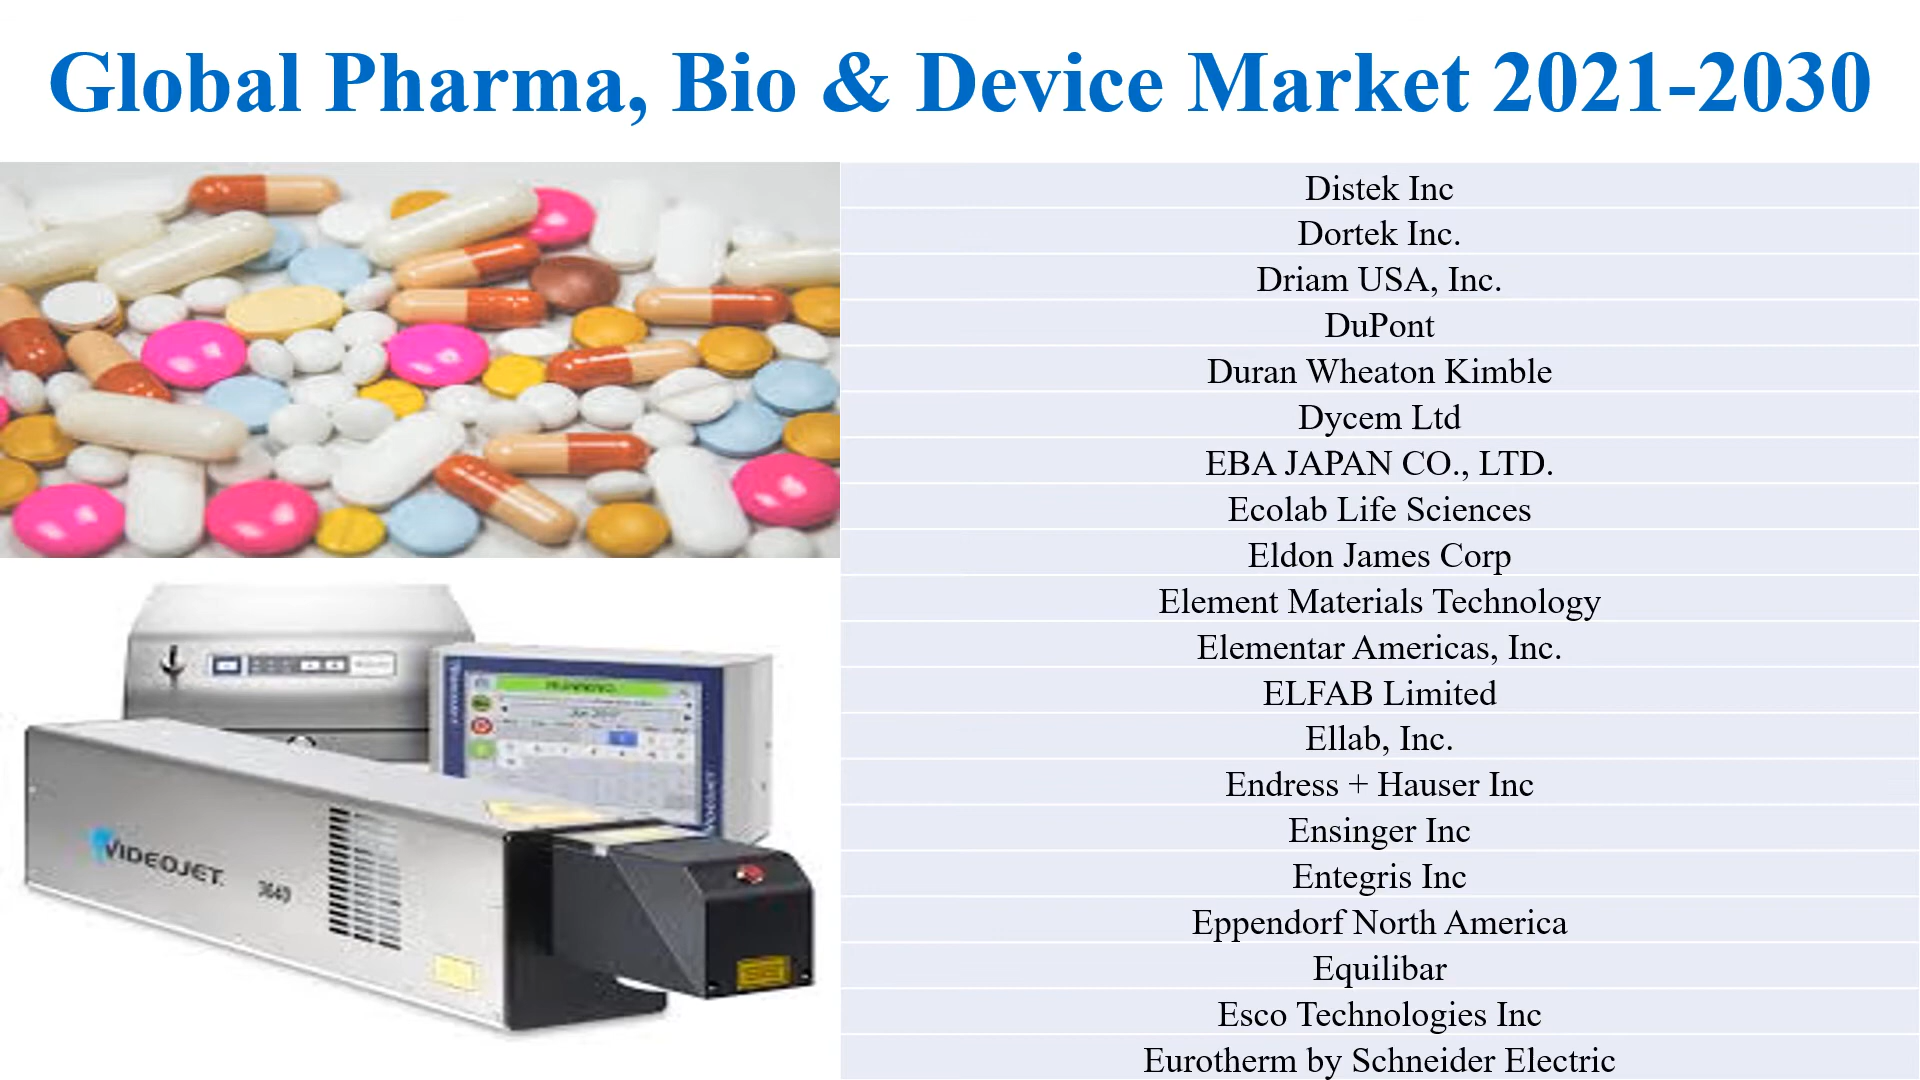 Global Pharma, Bio & Device Market 2021-2030
Distek Inc
Dortek Inc.
Driam USA, Inc.
DuPont
Duran Wheaton Kimble
Dycem Ltd
EBA JAPAN CO., LTD.
Ecolab Life Sciences
Eldon James Corp
Element Materials Technology
Elementar Americas, Inc.
ELFAB Limited
Ellab, Inc.
Endress + Hauser Inc
Ensinger Inc
Entegris Inc
Eppendorf North America
Equilibar
Esco Technologies Inc
Eurotherm by Schneider Electric
VIDEOJET 3640